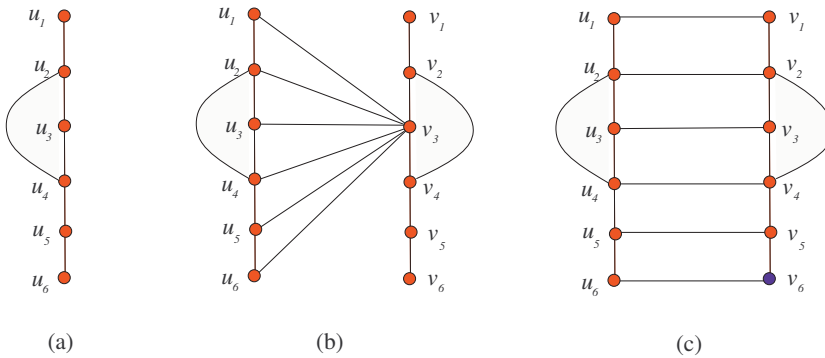 u1 u1 v1 u1 v1
u2 u2 v2 u2 v2
u3 u3 v3 u3 v3
u4 u4 v4 u4 v4
u5 u5 v5 u5 v5
u6 u6 v6 u6 v6
(a) (b) (c)